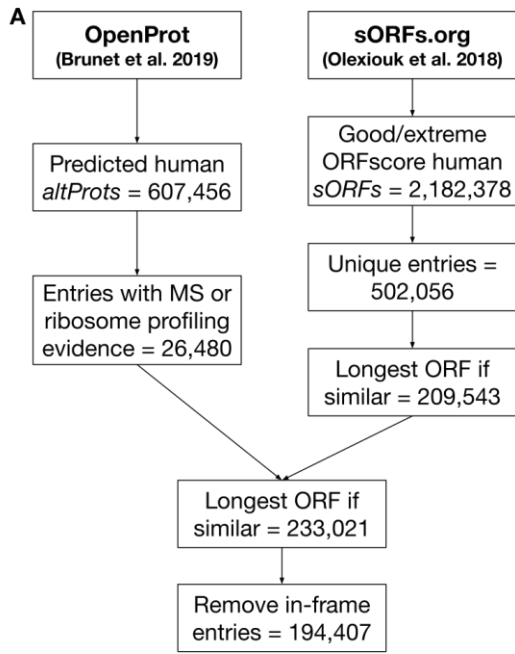 A
OpenProt
(Brunet et al. 2019)
Predicted human
altProts = 607,456
Entries with MS or
ribosome profiling
evidence = 26,480
sORFs.org
(Olexiouk et al. 2018)
Good/extreme
ORFscore human
sORFs = 2,182,378
Unique entries =
502,056
Longest ORF if
similar = 209,543
Longest ORF if
similar = 233,021
Remove in-frame
entries = 194,407